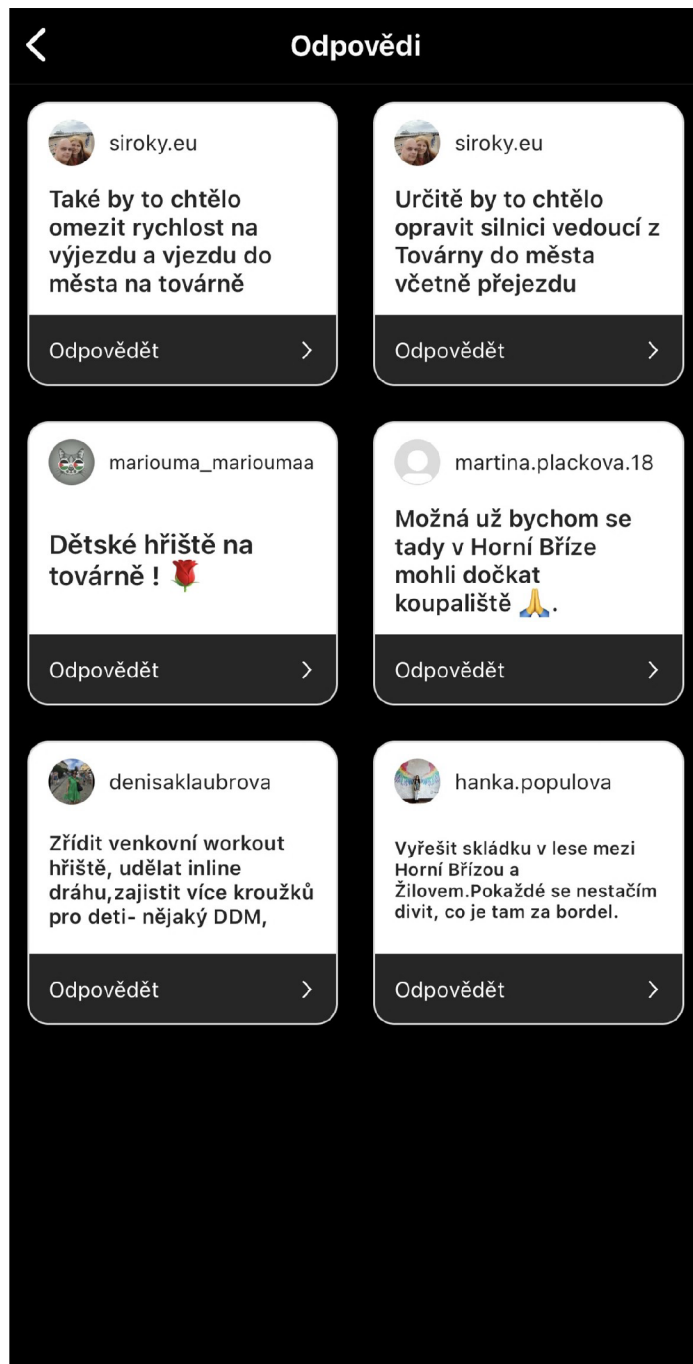 Odpovědi
siroky.eu
Také by to chtělo
omezit rychlost na
výjezdu a vjezdu do
města na továrně
Odpovědět
siroky.eu
Určitě by to chtělo
opravit silnici vedoucí z
Továrny do města
včetně přejezdu
Odpovědět
mariouma_marioumaa
Dětské hřiště na
továrně ! 🌹
Odpovědět
martina.plackova.18
Možná už bychom se
tady v Horní Bříze
mohli dočkat
koupaliště 🙏.
Odpovědět
denisaklaubrova
Zřídit venkovní workout
hřiště, udělat inline
dráhu,zajistit více kroužků
pro deti- nějaký DDM,
Odpovědět
hanka.populova
Vyřešit skládku v lese mezi
Horní Břízou a
Žilovem.Pokaždé se nestačím
divit, co je tam za bordel.
Odpovědět